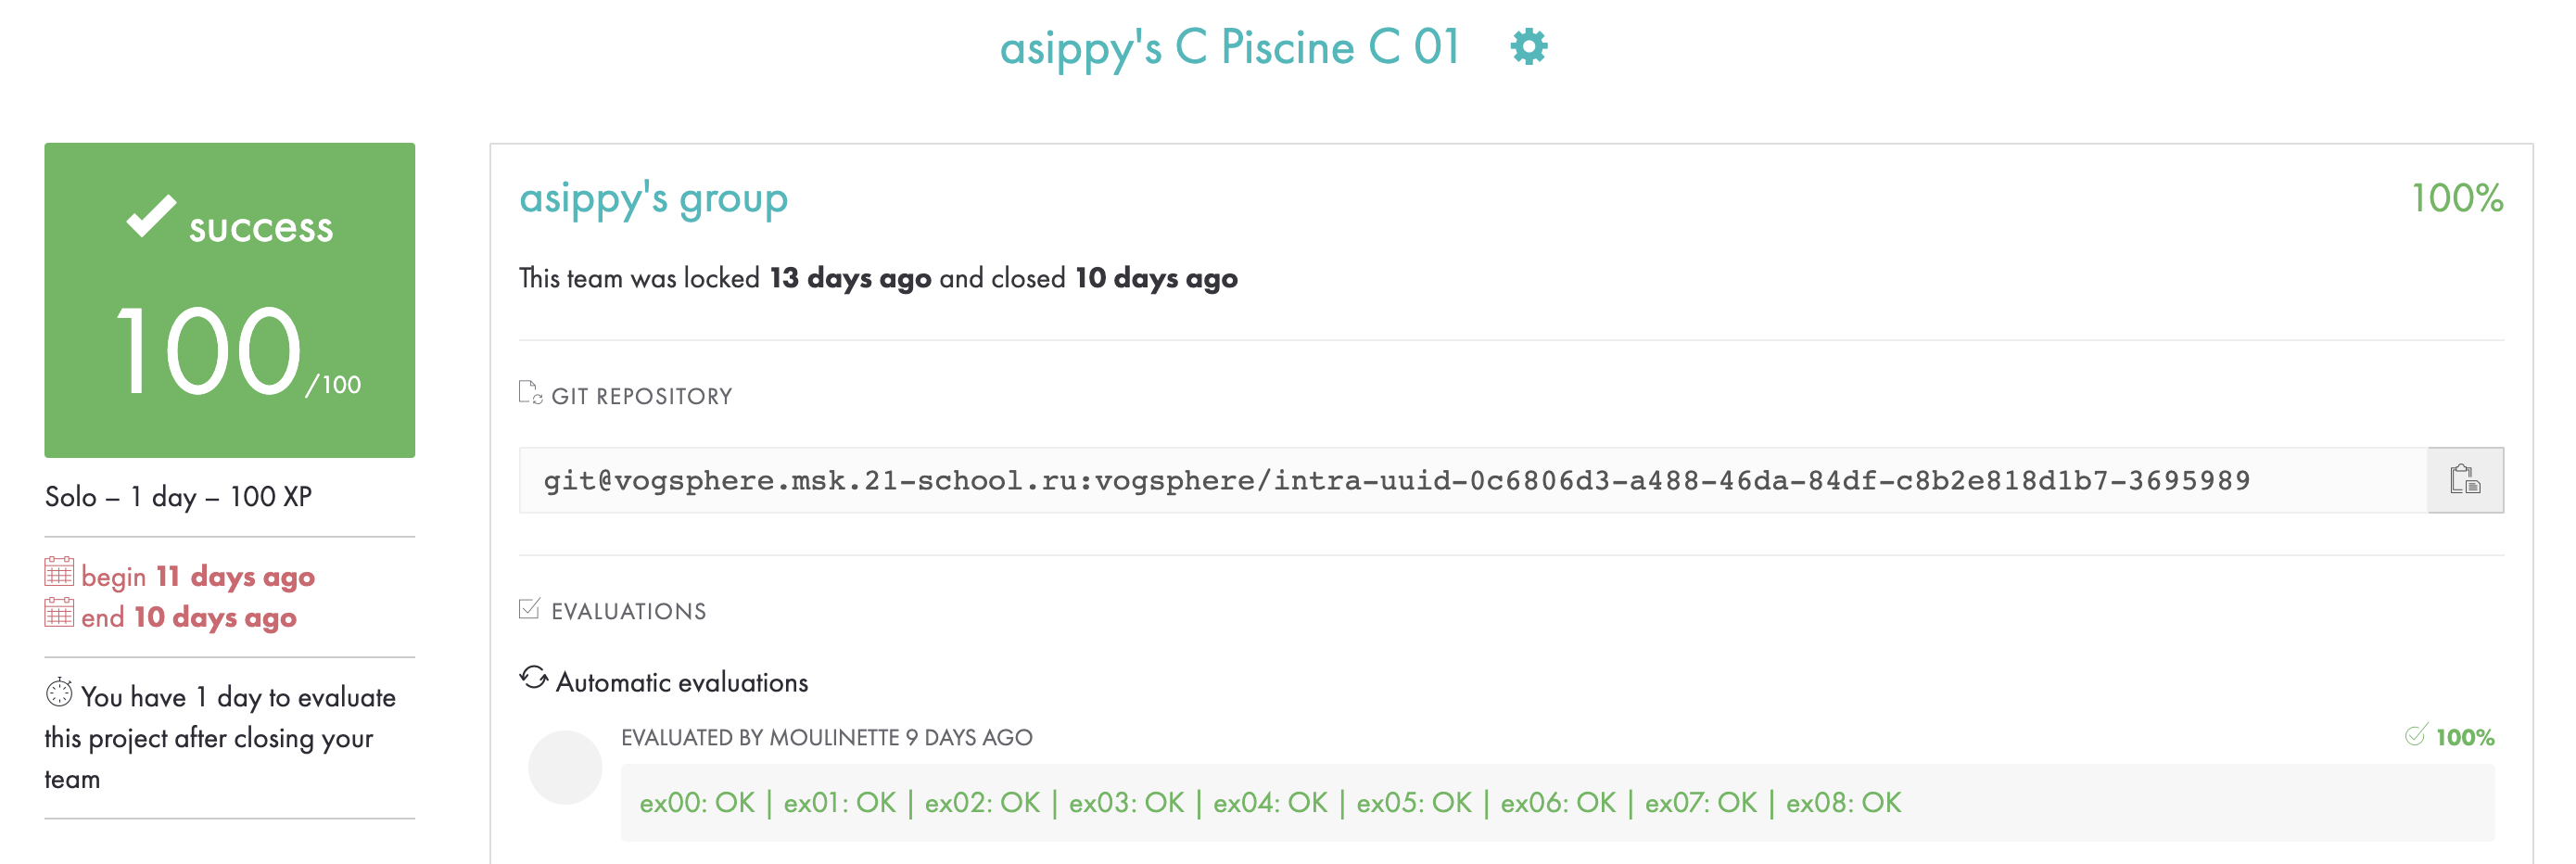 asippy's C Piscine C 01
success
100/100
Solo – 1 day – 100 XP
begin 11 days ago
end 10 days ago
You have 1 day to evaluate
this project after closing your
team
asippy's group
100%
This team was locked 13 days ago and closed 10 days ago
GIT REPOSITORY
git@vogsphere.msk.21-school.ru:vogsphere/intra-uuid-0c6806d3-a488-46da-84df-c8b2e818d1b7-3695989
EVALUATIONS
Automatic evaluations
EVALUATED BY MOULINETTE 9 DAYS AGO
100%
ex00: OK | ex01: OK | ex02: OK | ex03: OK | ex04: OK | ex05: OK | ex06: OK | ex07: OK | ex08: OK